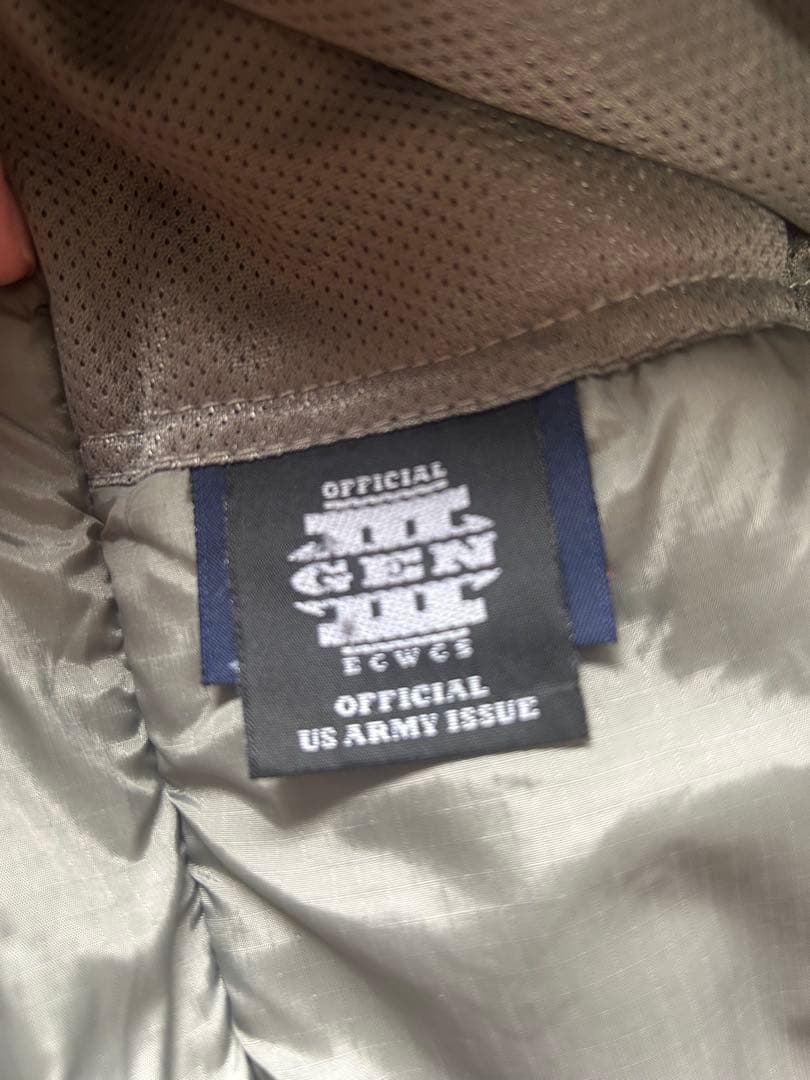 OFFICIAL
III
GEN
III
ECWCS
OFFICIAL
US ARMY ISSUE